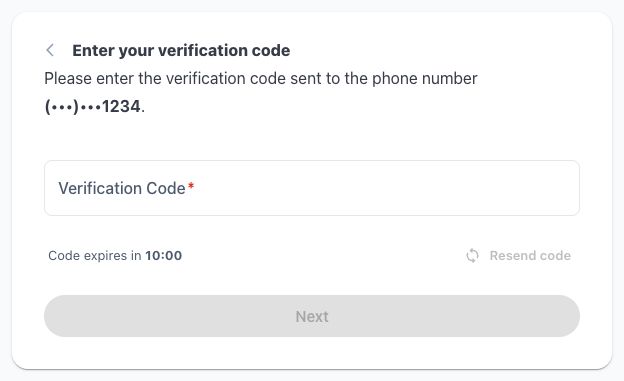 Enter your verification code
Please enter the verification code sent to the phone number
(•••)•••1234.
Verification Code*
Code expires in 10:00
Resend code
Next